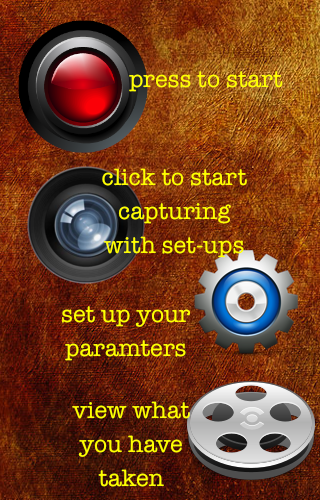 press to start
click to start
capturing
with set-ups
set up your
paramters
view what
you have
taken